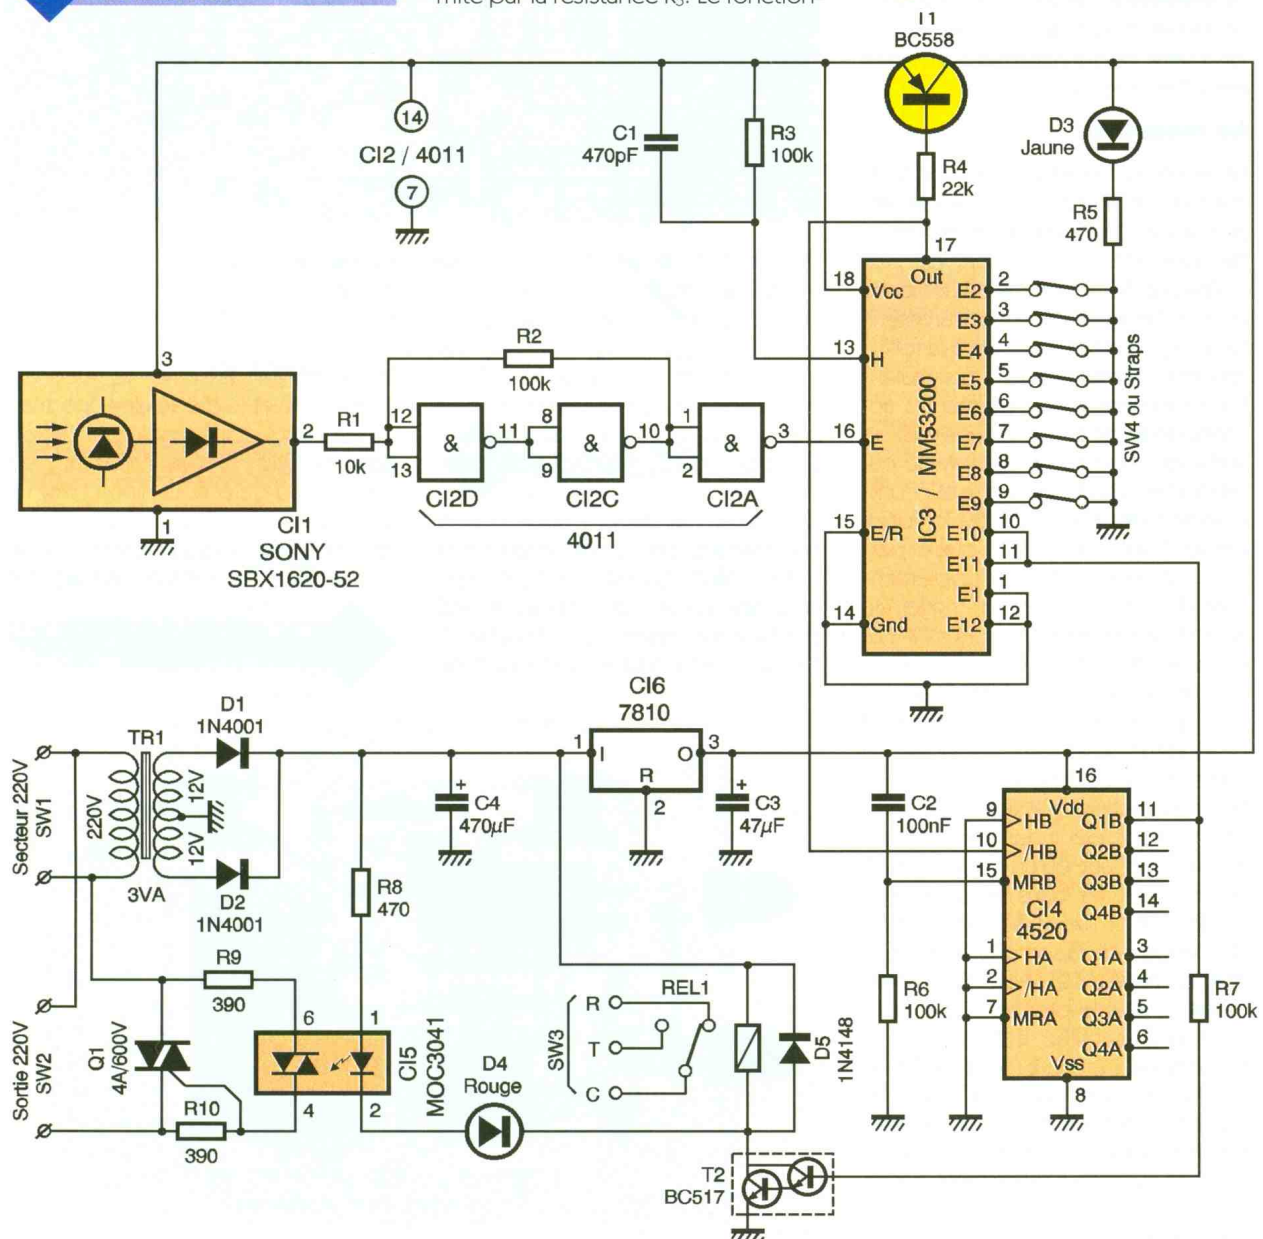 mité par la résistance R3. Le fonction-
T1
BC558
14
CI2 / 4011
7
C1
470pF
R3
100k
R4
22k
D3
Jaune
R5
470
17
Out
18
Vcc
13
H
16
E
15
E/R
14
Gnd
IC3 / MM53200
E2
2
E3
3
E4
4
E5
5
E6
6
E7
7
E8
8
E9
9
E10
10
E11
11
E1
1
E12
12
SW4 ou Straps
3
2
1
CI1
SONY
SBX1620-52
R1
10k
R2
100k
12
13
&
11
CI2D
8
9
&
10
CI2C
1
2
&
3
CI2A
4011
Secteur 220V
SW1
TR1
220V
12V
12V
3VA
D1
1N4001
D2
1N4001
C4
470µF
CI6
7810
1
I
O
3
R
2
C3
47µF
C2
100nF
R8
470
R9
390
Sortie 220V
SW2
Q1
4A/600V
R10
390
6
1
4
2
CI5
MOC3041
D4
Rouge
SW3
R
T
C
REL1
D5
1N4148
T2
BC517
R6
100k
16
Vdd
9
HB
10
/HB
15
MRB
CI4
4520
1
HA
2
/HA
7
MRA
Q1B
11
Q2B
12
Q3B
13
Q4B
14
Q1A
3
Q2A
4
Q3A
5
Q4A
6
Vss
8
R7
100k